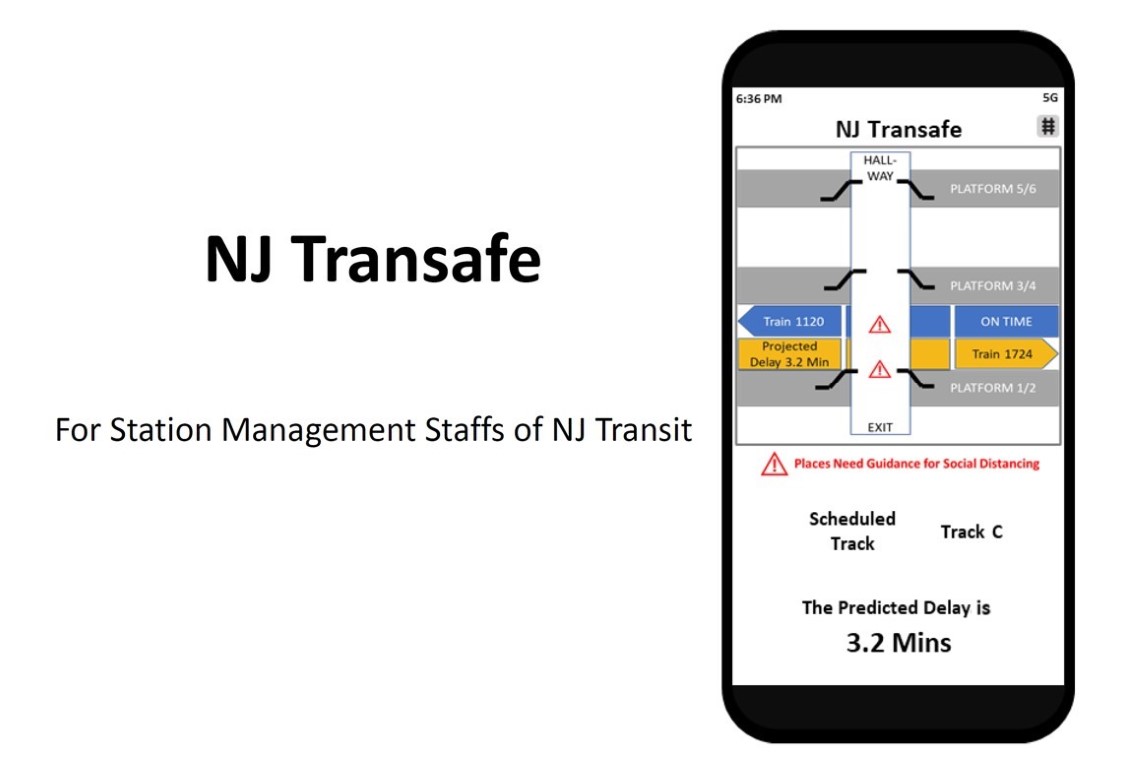 NJ Transafe
For Station Management Staffs of NJ Transit
6:36 PM
5G
NJ Transafe
#
HALL-
WAY
PLATFORM 5/6
PLATFORM 3/4
Train 1120
ON TIME
Projected
Delay 3.2 Min
Train 1724
PLATFORM 1/2
EXIT
Places Need Guidance for Social Distancing
Scheduled
Track
Track C
The Predicted Delay is
3.2 Mins